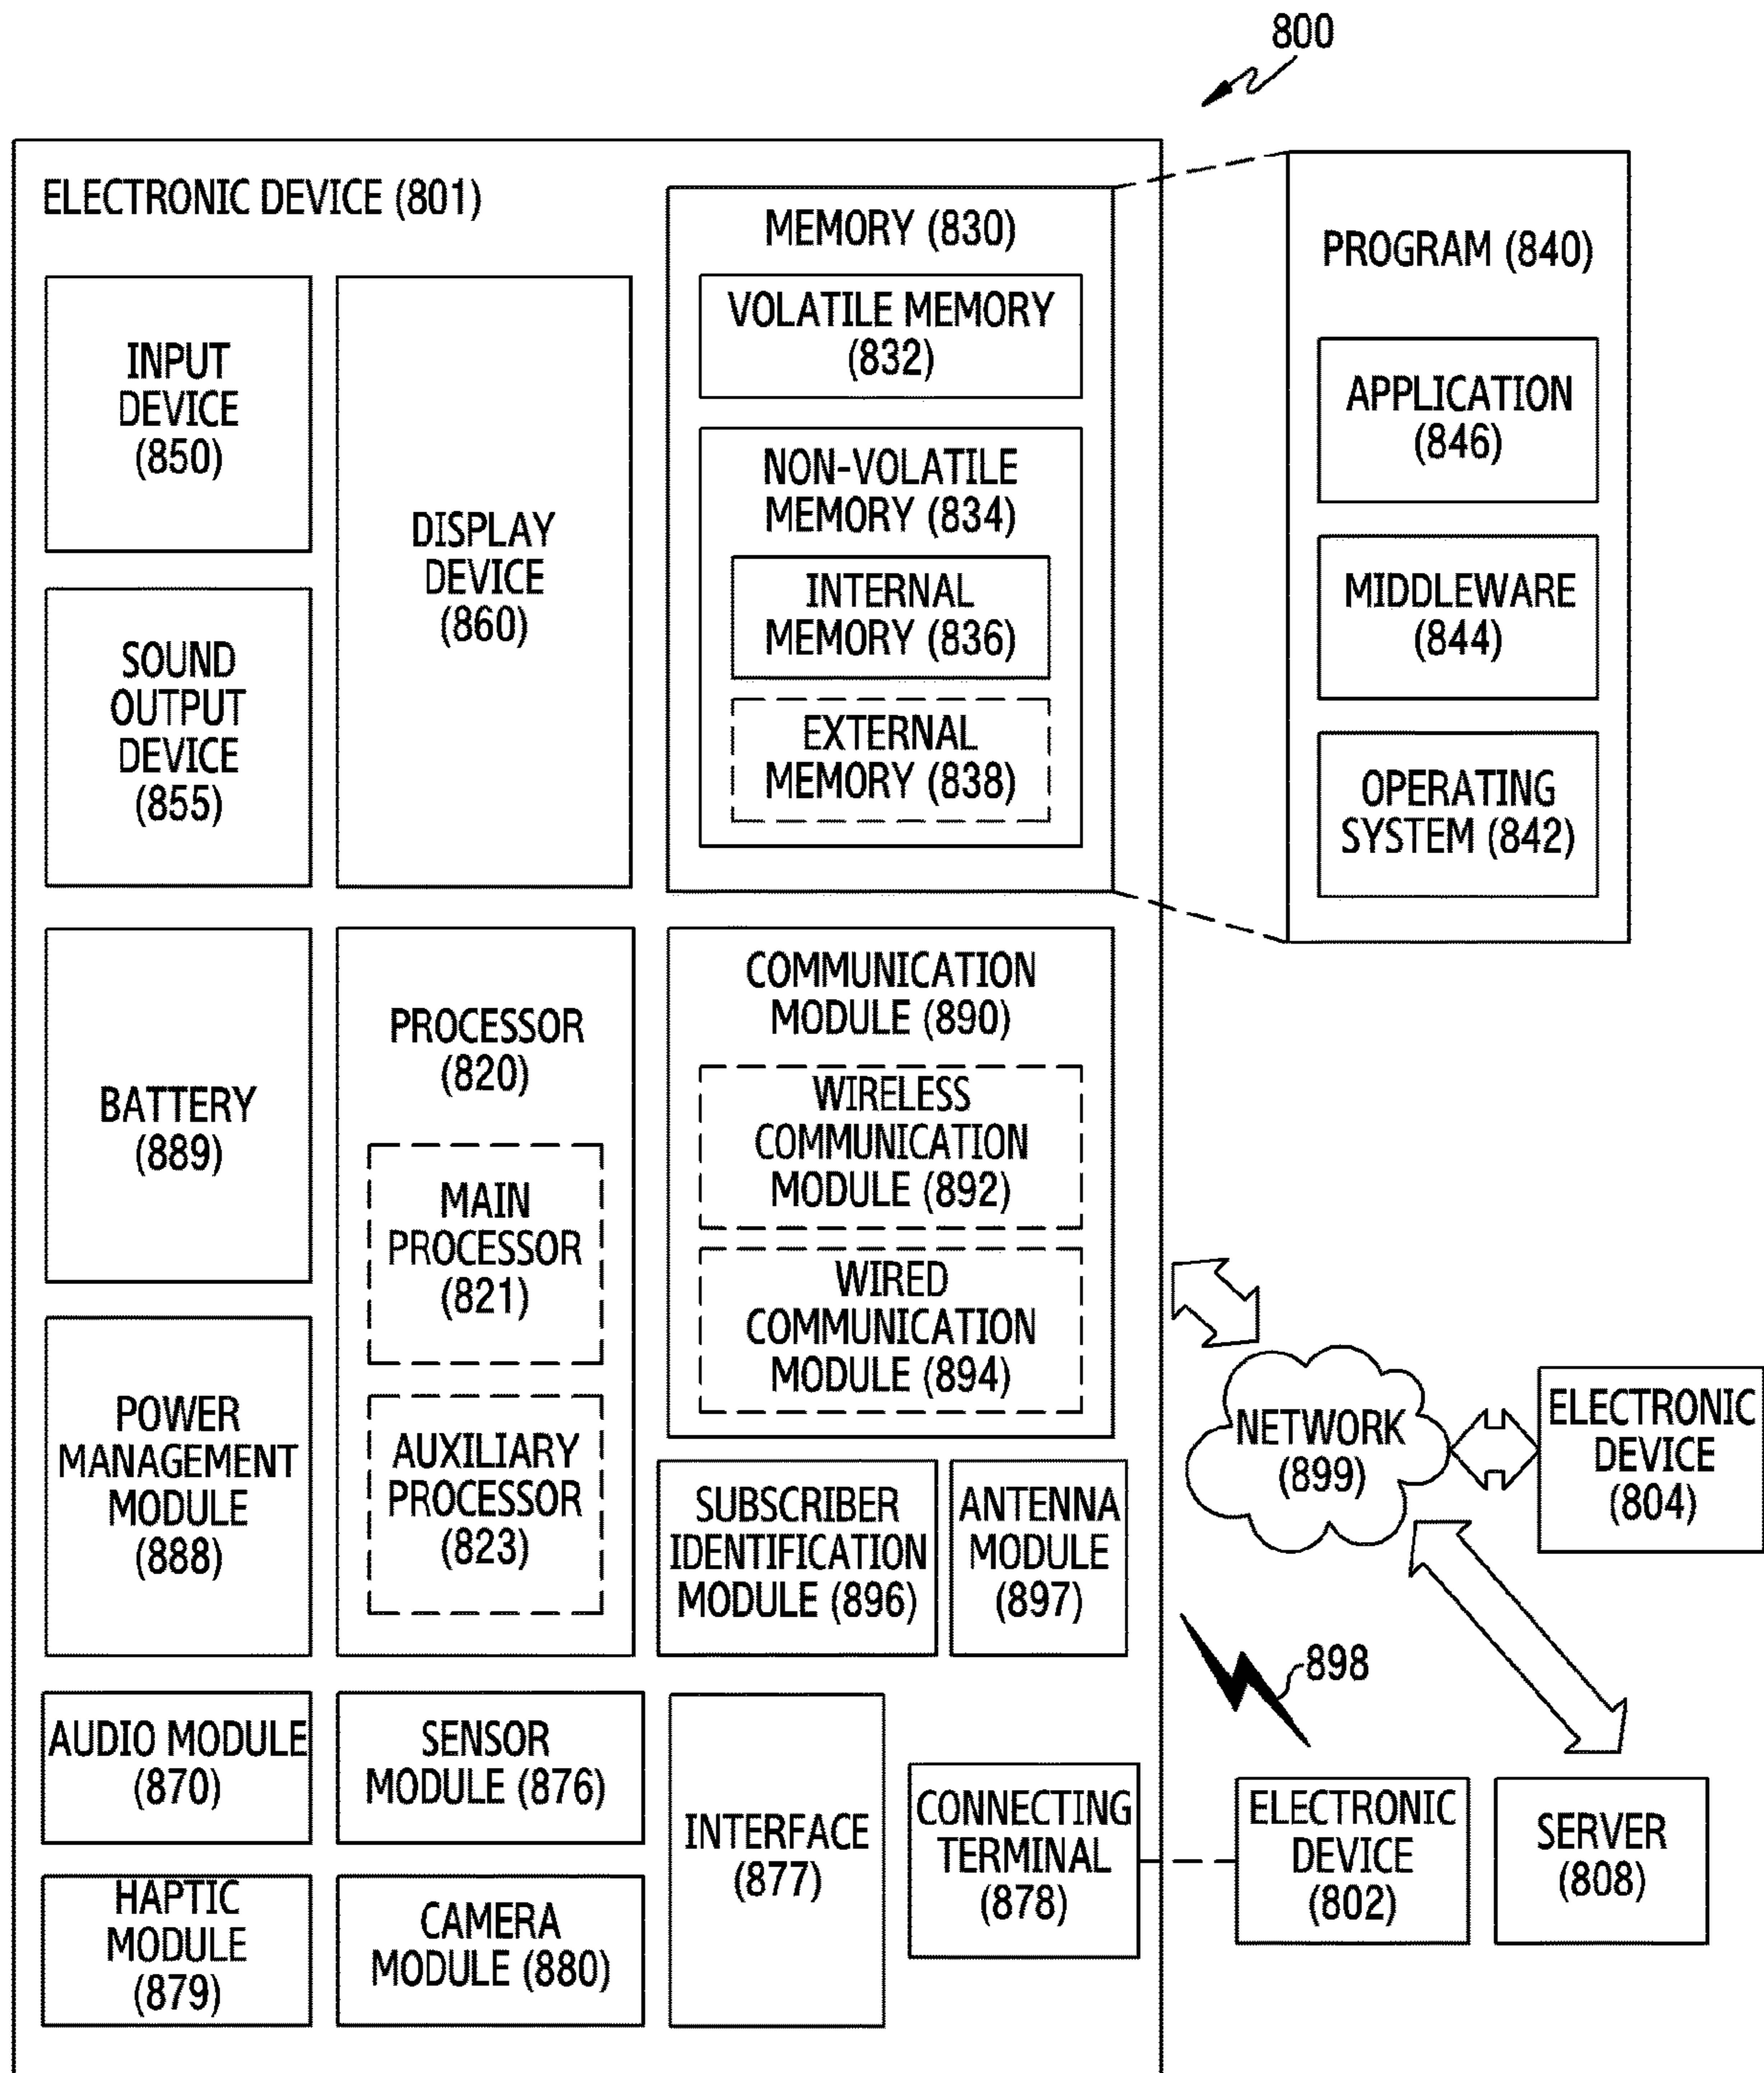 800
ELECTRONIC DEVICE (801)
INPUT
DEVICE
(850)
SOUND
OUTPUT
DEVICE
(855)
DISPLAY
DEVICE
(860)
MEMORY (830)
VOLATILE MEMORY
(832)
NON-VOLATILE
MEMORY (834)
INTERNAL
MEMORY (836)
EXTERNAL
MEMORY (838)
PROGRAM (840)
APPLICATION
(846)
MIDDLEWARE
(844)
OPERATING
SYSTEM (842)
BATTERY
(889)
POWER
MANAGEMENT
MODULE
(888)
PROCESSOR
(820)
MAIN
PROCESSOR
(821)
AUXILIARY
PROCESSOR
(823)
COMMUNICATION
MODULE (890)
WIRELESS
COMMUNICATION
MODULE (892)
WIRED
COMMUNICATION
MODULE (894)
SUBSCRIBER
IDENTIFICATION
MODULE (896)
ANTENNA
MODULE
(897)
NETWORK
(899)
ELECTRONIC
DEVICE
(804)
898
AUDIO MODULE
(870)
SENSOR
MODULE (876)
INTERFACE
(877)
CONNECTING
TERMINAL
(878)
ELECTRONIC
DEVICE
(802)
SERVER
(808)
HAPTIC
MODULE
(879)
CAMERA
MODULE (880)